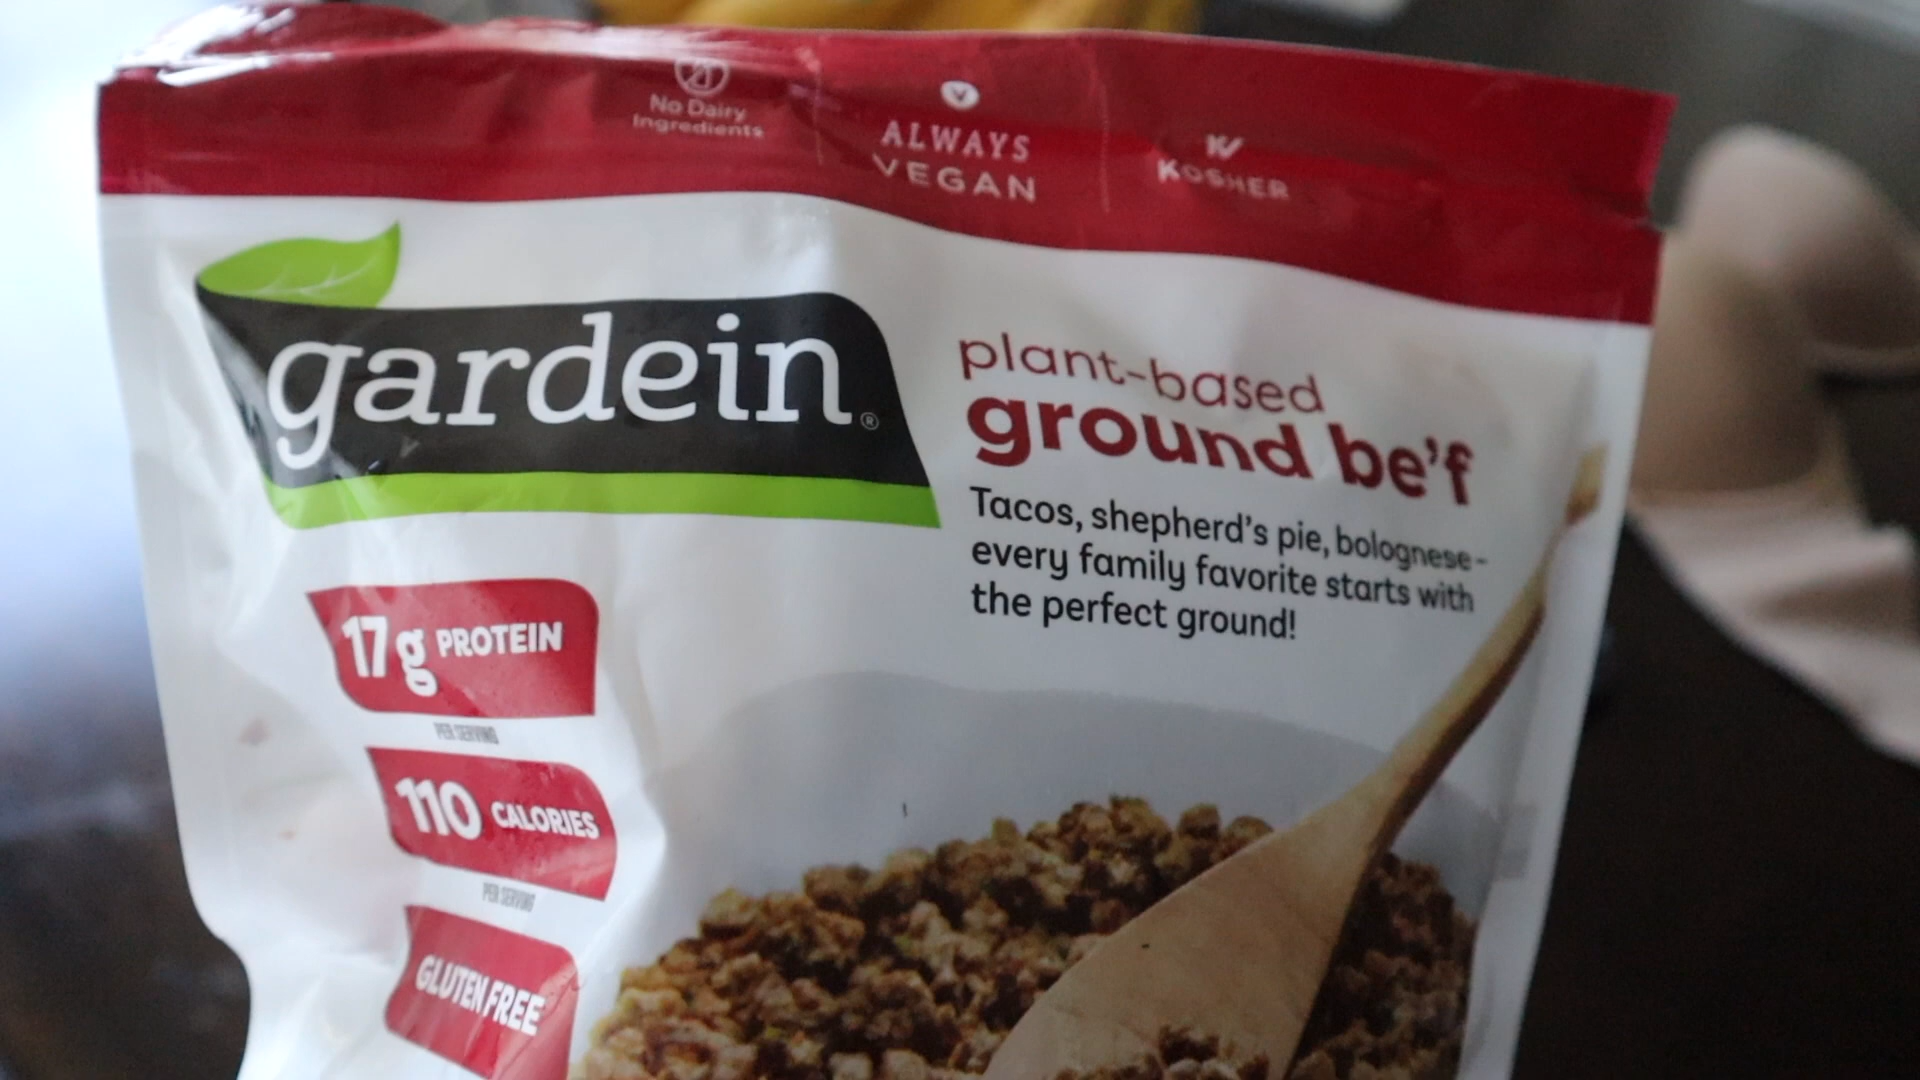 No Dairy
Ingredients
V
ALWAYS
VEGAN
KOSHER
gardein®
plant-based
ground be'f
Tacos, shepherd's pie, bolognese-
every family favorite starts with
the perfect ground!
17g PROTEIN
PER SERVING
110 CALORIES
PER SERVING
GLUTEN FREE